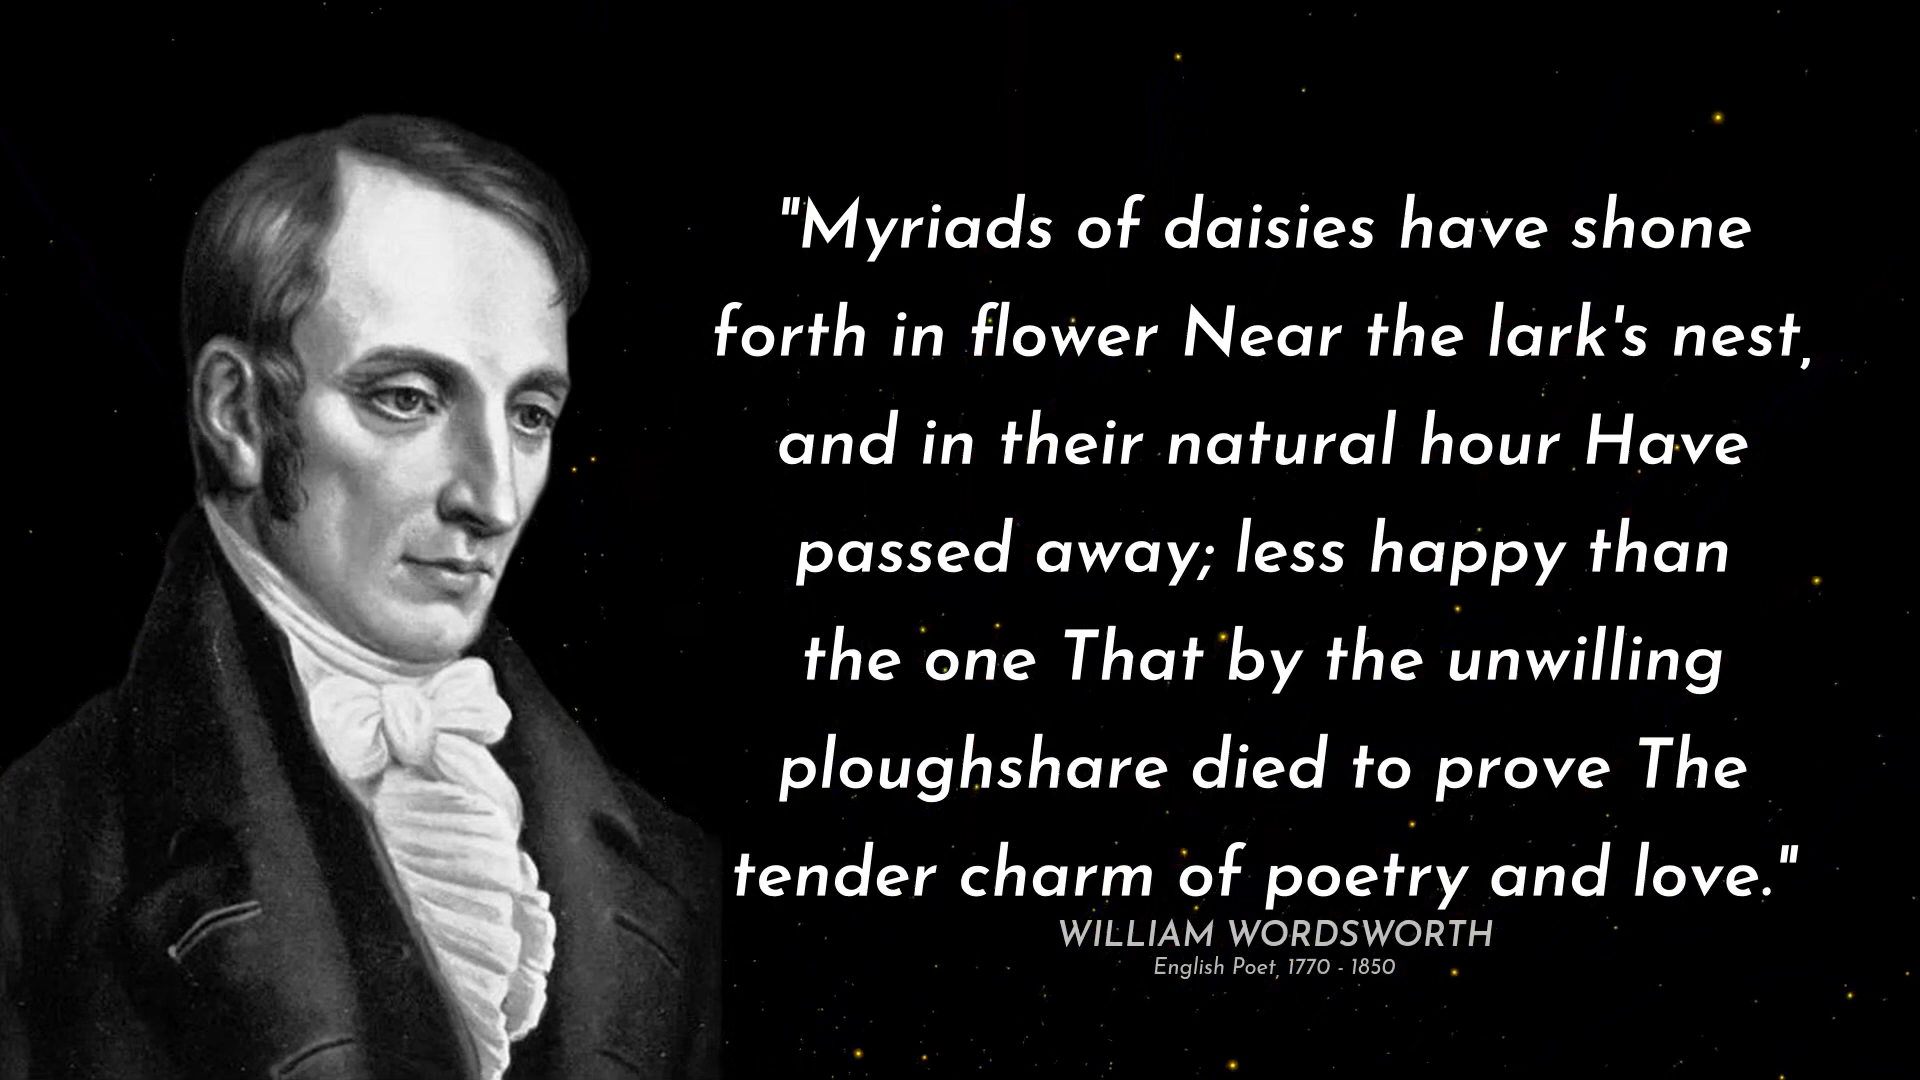 "Myriads of daisies have shone
forth in flower Near the lark's nest,
and in their natural hour Have
passed away; less happy than
the one That by the unwilling
ploughshare died to prove The
tender charm of poetry and love."
WILLIAM WORDSWORTH
English Poet, 1770 - 1850